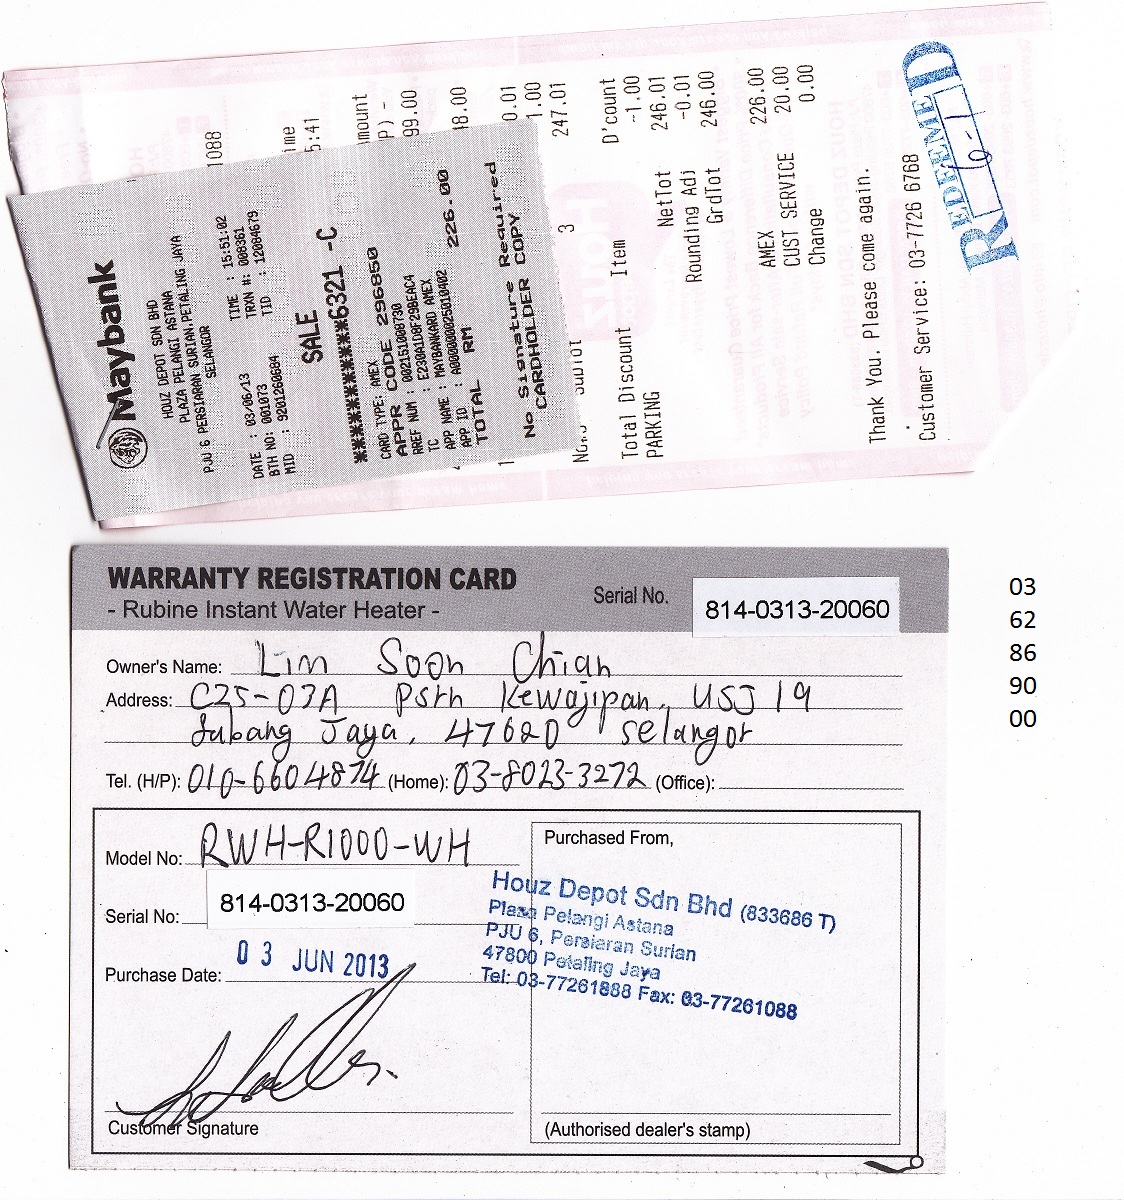 1088
ime
5:41
mount
P) -
99.00
48.00
0.01
1.00
3 247.01
Item D'count
Total Discount -1.00
PARKING
NetTot 246.01
Rounding Adj -0.01
GrdTot 246.00
AMEX 226.00
CUST SERVICE 20.00
Change 0.00
Thank You. Please come again.
Customer Service: 03-7726 6768
REDEEMED
Maybank
HOUZ DEPOT SDN BHD
PLAZA PELANGI ASTANA
PJU 6 PERSIARAN SURIAN,PETALING JAYA
SELANGOR
DATE : 03/06/13 TIME : 15:51:02
BTH NO: 001073 TRXN #: 008361
MID : 9201260684 TID : 12084679
SALE
***********6321 -C
CARD TYPE: AMEX
APPR CODE 296850
RREF NUM : 002151008730
TC : E230A1D8F29BEAC4
APP NAME : MAYBANKARD AMEX
APP ID : A000000025010402
TOTAL RM 226.00
No Signature Required
CARDHOLDER COPY
WARRANTY REGISTRATION CARD
- Rubine Instant Water Heater -
Serial No. 814-0313-20060
Owner's Name: Lim Soon Chian
Address: C25-03A Psrn Kewajipan, USJ 19
Subang Jaya, 47620 Selangor
Tel. (H/P): 010-6604874 (Home): 03-8023-3272 (Office):
Model No: RWH-R1000-WH
Serial No: 814-0313-20060
Purchase Date: 03 JUN 2013
Customer Signature
Purchased From,
Houz Depot Sdn Bhd (833686 T)
Plaza Pelangi Astana
PJU 6, Persiaran Surian
47800 Petaling Jaya
Tel: 03-77261888 Fax: 03-77261088
(Authorised dealer's stamp)
03
62
86
90
00